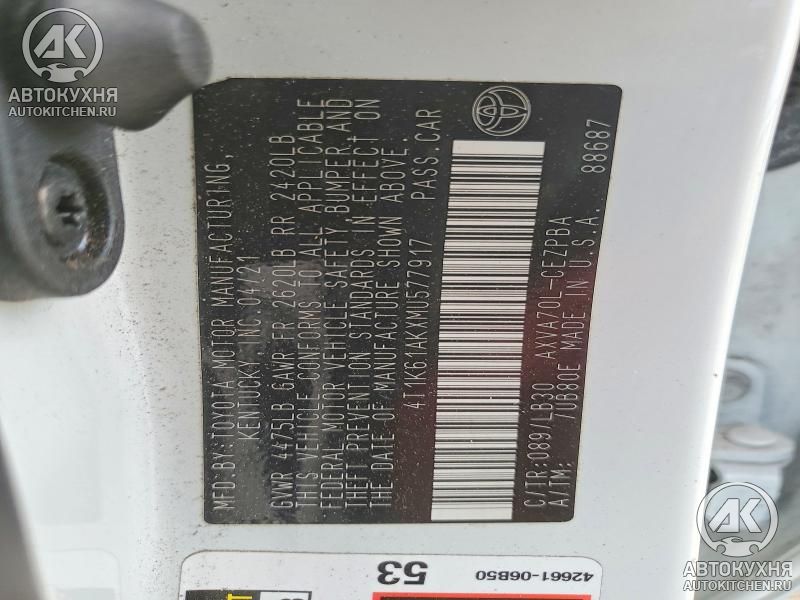 АВТОКУХНЯ
AUTOKITCHEN.RU
MFD BY:TOYOTA MOTOR MANUFACTURING,
KENTUCKY INC. 04/21
GVWR 4475LB GAWR FR 2620LB RR 2420LB
THIS VEHICLE CONFORMS TO ALL APPLICABLE
FEDERAL MOTOR VEHICLE SAFETY, BUMPER, AND
THEFT PREVENTION STANDARDS IN EFFECT ON
THE DATE OF MANUFACTURE SHOWN ABOVE.
4T1K61AKXMU577917 PASS. CAR
C/TR:089/LB30 AXVA70L-CEZPBA
A/TM: /UB80E MADE IN U.S.A. 88687
53
42661-06B50
АВТОКУХНЯ
AUTOKITCHEN.RU